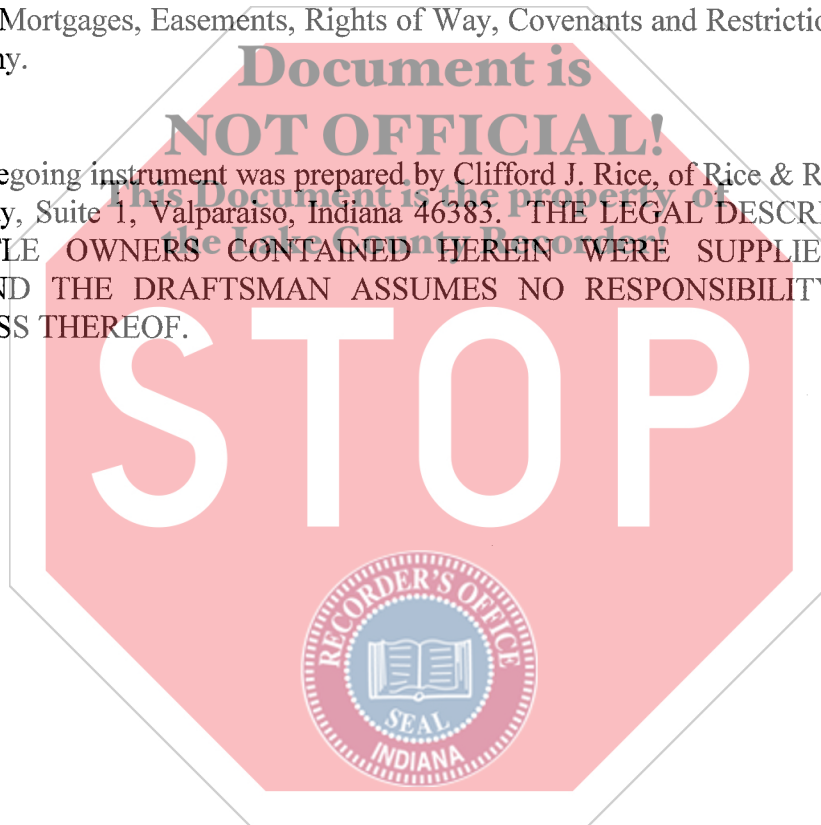 Mortgages, Easements, Rights of Way, Covenants and Restrictio
ny.
Document is
NOT OFFICIAL!
egoing instrument was prepared by Clifford J. Rice, of Rice & R
This Document is the property of
y, Suite 1, Valparaiso, Indiana 46383. THE LEGAL DESCRI
the Lake County Recorder!
LE OWNERS CONTAINED HEREIN WERE SUPPLIE
ND THE DRAFTSMAN ASSUMES NO RESPONSIBILITY
SS THEREOF.
STOP
RECORDER'S OFFICE
SEAL
INDIANA